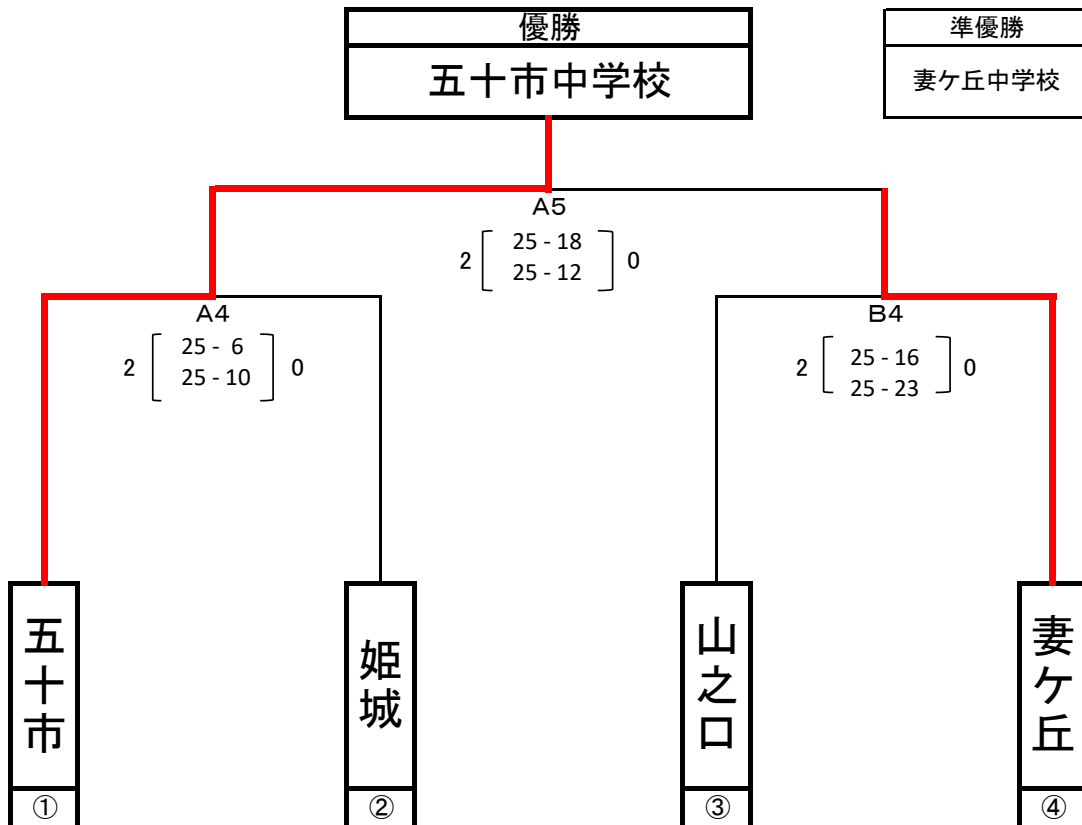 優勝
五十市中学校
準優勝
妻ケ丘中学校
A5
2 25 - 18 0
25 - 12
A4
2 25 - 6 0
25 - 10
B4
2 25 - 16 0
25 - 23
五十市
姫城
山之口
妻ケ丘
①
②
③
④